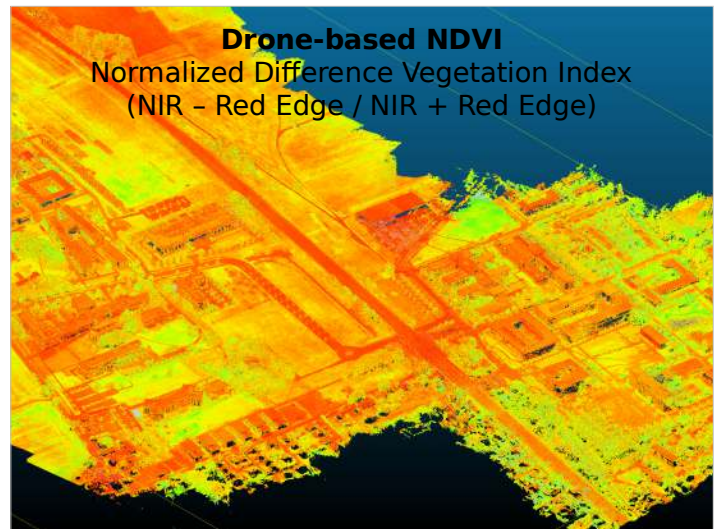 Drone-based NDVI
Normalized Difference Vegetation Index
(NIR – Red Edge / NIR + Red Edge)